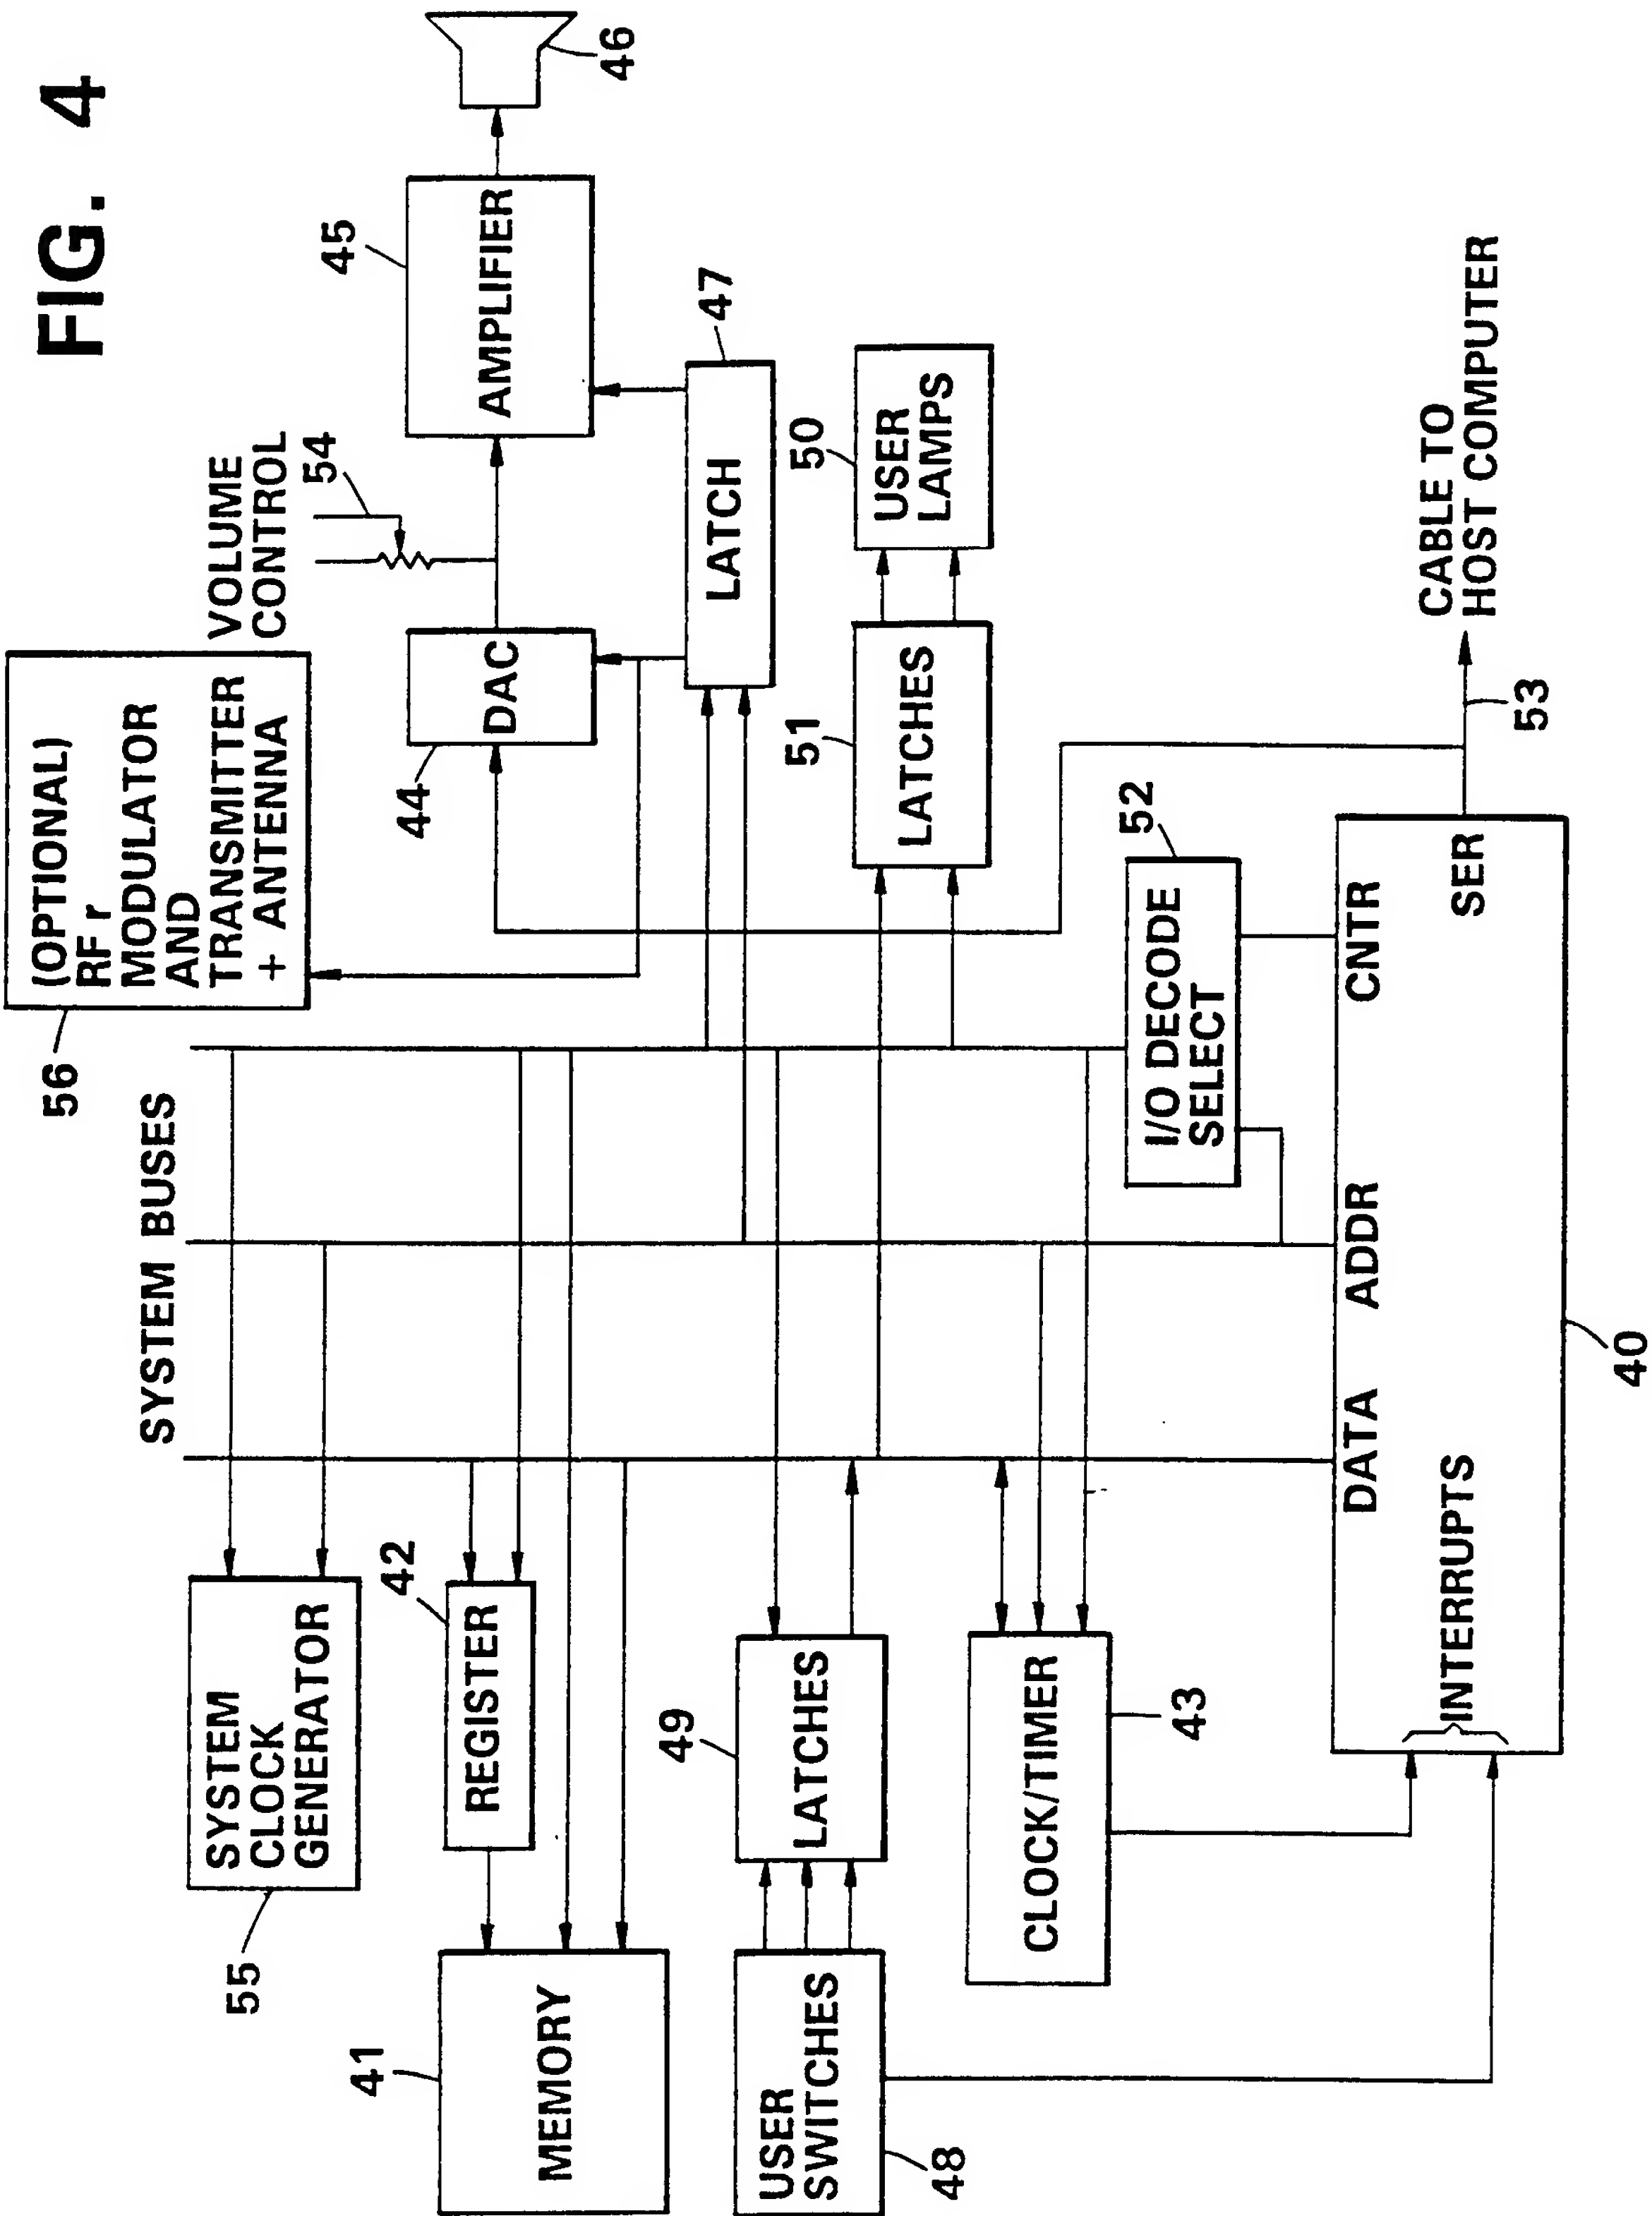 FIG. 4
56
(OPTIONAL)
RF r
MODULATOR
AND
TRANSMITTER
+ ANTENNA
VOLUME
CONTROL
54
SYSTEM BUSES
55
SYSTEM
CLOCK
GENERATOR
44
DAC
45
AMPLIFIER
46
41
MEMORY
42
REGISTER
47
LATCH
48
USER
SWITCHES
49
LATCHES
51
LATCHES
50
USER
LAMPS
43
CLOCK/TIMER
52
I/O DECODE
SELECT
40
INTERRUPTS
DATA
ADDR
CNTR
SER
53
CABLE TO
HOST COMPUTER